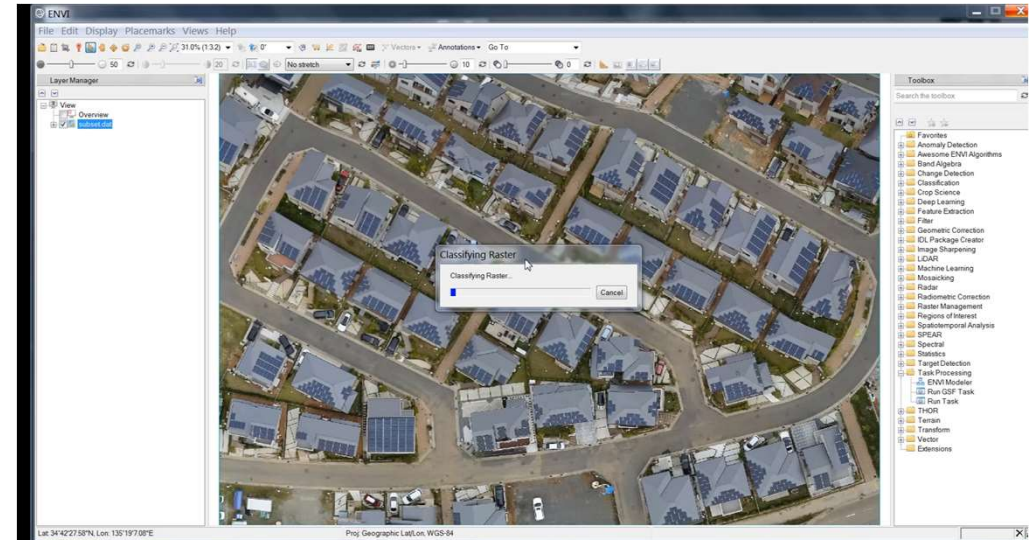 ENVI
File Edit Display Placemarks Views Help
31.0% (1:3.2) 0° Vectors Annotations Go To
50 20 No stretch 10 0
Layer Manager
View
Overview
subset.dat
Classifying Raster
Classifying Raster...
Cancel
Toolbox
Search the toolbox
Favorites
Anomaly Detection
Awesome ENVI Algorithms
Band Algebra
Change Detection
Classification
Crop Science
Deep Learning
Feature Extraction
Filter
Geometric Correction
IDL Package Creator
Image Sharpening
LiDAR
Machine Learning
Mosaicking
Radar
Radiometric Correction
Raster Management
Regions of Interest
Spatiotemporal Analysis
SPEAR
Spectral
Statistics
Target Detection
Task Processing
ENVI Modeler
Run GSF Task
Run Task
THOR
Terrain
Transform
Vector
Extensions
Lat: 34°42'27.58"N, Lon: 135°19'7.08"E Proj: Geographic Lat/Lon, WGS-84